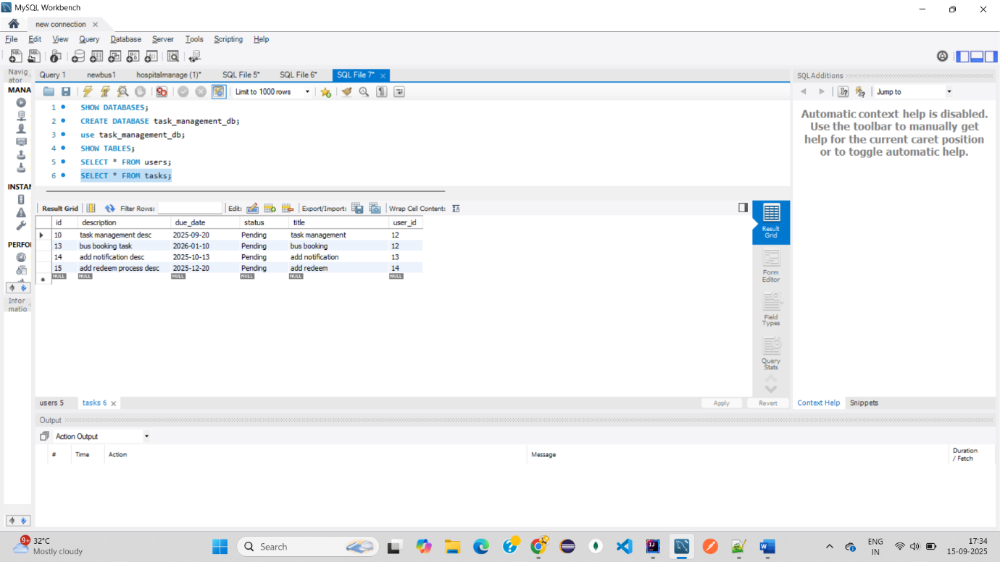 MySQL Workbench
new connection
File Edit View Query Database Server Tools Scripting Help
Navig
ator
Query 1 newbus1 hospitalmanage (1)* SQL File 5* SQL File 6* SQL File 7*
SQLAdditions
MANA
Limit to 1000 rows
Jump to
1 SHOW DATABASES;
2 CREATE DATABASE task_management_db;
3 use task_management_db;
4 SHOW TABLES;
5 SELECT * FROM users;
6 SELECT * FROM tasks;
Automatic context help is disabled.
Use the toolbar to manually get
help for the current caret position
or to toggle automatic help.
INSTAN
PERFOI
Infor
matio
Result Grid Filter Rows: Edit: Export/Import: Wrap Cell Content:
id description due_date status title user_id
10 task management desc 2025-09-20 Pending task management 12
13 bus booking task 2026-01-10 Pending bus booking 12
14 add notification desc 2025-10-13 Pending add notification 13
15 add redeem process desc 2025-12-20 Pending add redeem 14
NULL NULL NULL NULL NULL NULL
Result
Grid
Form
Editor
Field
Types
Query
Stats
users 5 tasks 6 Apply Revert Context Help Snippets
Output
Action Output
# Time Action Message Duration
/ Fetch
9+
32°C
Mostly cloudy
Search
ENG
IN
17:34
15-09-2025